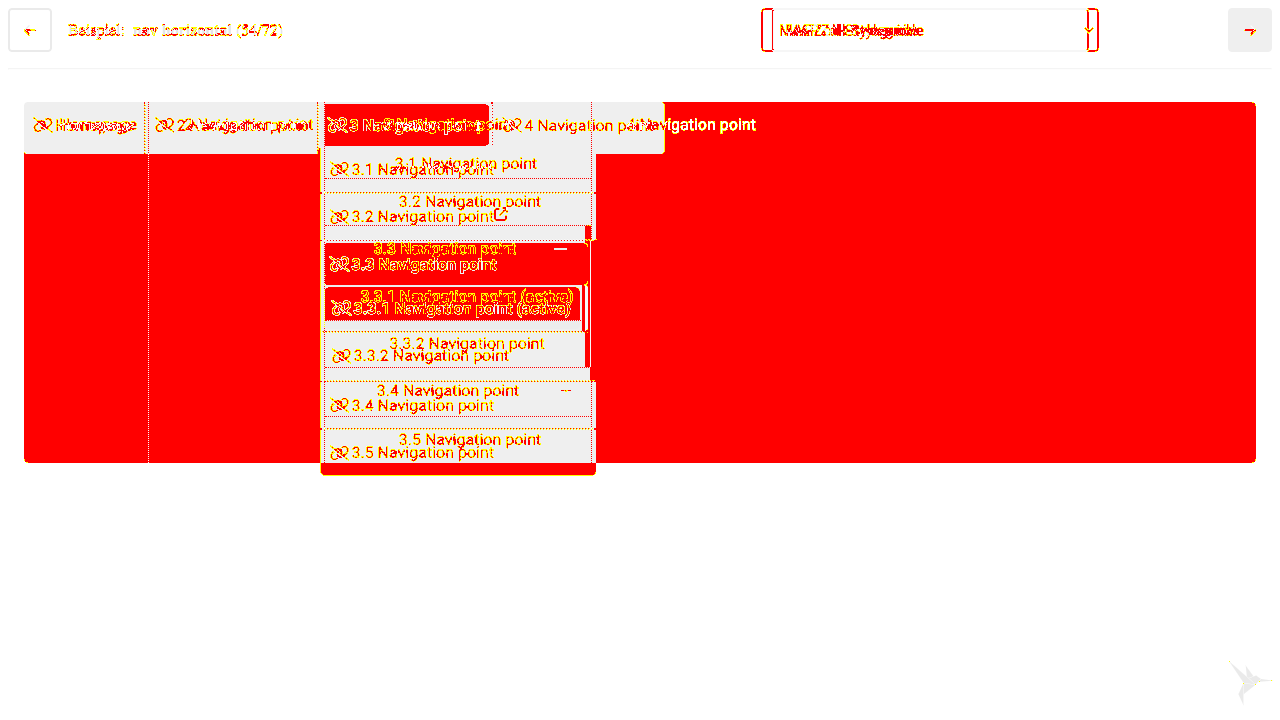 ← Beispiel: nav horizontal (54/72) →
Homepage 2 Navigation point 3 Navigation point 4 Navigation point Navigation point
3.1 Navigation point
3.1 Navigation point
3.2 Navigation point
3.2 Navigation point
3.3 Navigation point
3.3 Navigation point
3.3.1 Navigation point (active)
3.3.1 Navigation point (active)
3.3.2 Navigation point
3.3.2 Navigation point
3.4 Navigation point
3.4 Navigation point
3.5 Navigation point
3.5 Navigation point